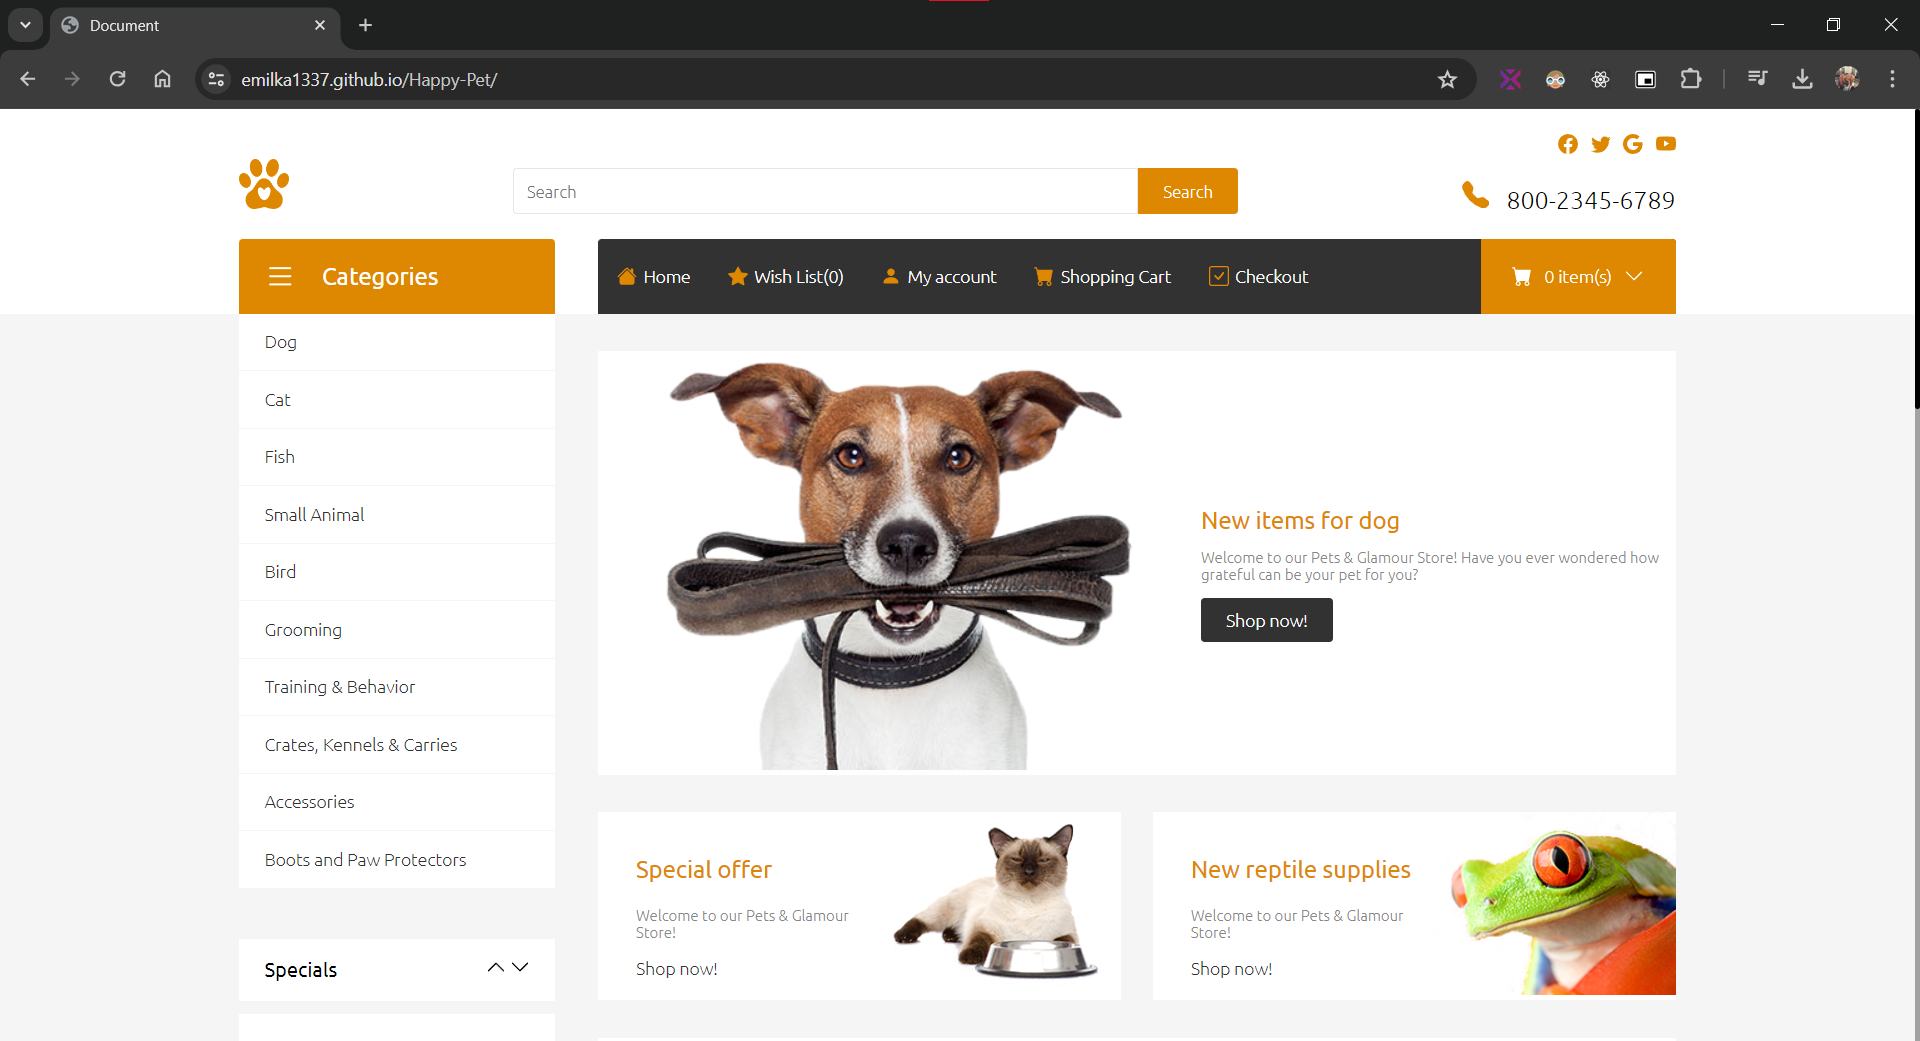 Document
emilka1337.github.io/Happy-Pet/
Search
Search
800-2345-6789
Categories
Home
Wish List(0)
My account
Shopping Cart
Checkout
0 item(s)
Dog
Cat
Fish
Small Animal
Bird
Grooming
Training & Behavior
Crates, Kennels & Carries
Accessories
Boots and Paw Protectors
Specials
New items for dog
Welcome to our Pets & Glamour Store! Have you ever wondered how
grateful can be your pet for you?
Shop now!
Special offer
Welcome to our Pets & Glamour
Store!
Shop now!
New reptile supplies
Welcome to our Pets & Glamour
Store!
Shop now!